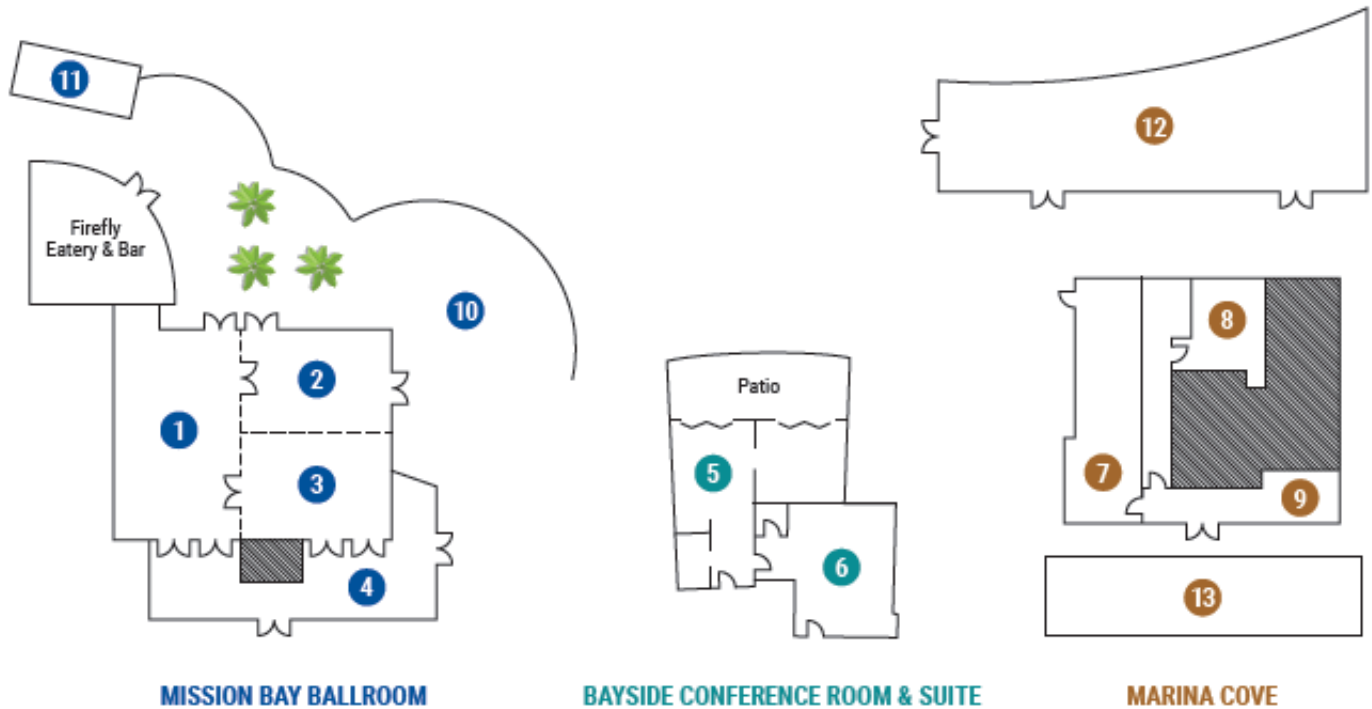 11
12
Firefly
Eatery & Bar
10
8
2
Patio
1
5
3
7
9
6
4
13
MISSION BAY BALLROOM
BAYSIDE CONFERENCE ROOM & SUITE
MARINA COVE